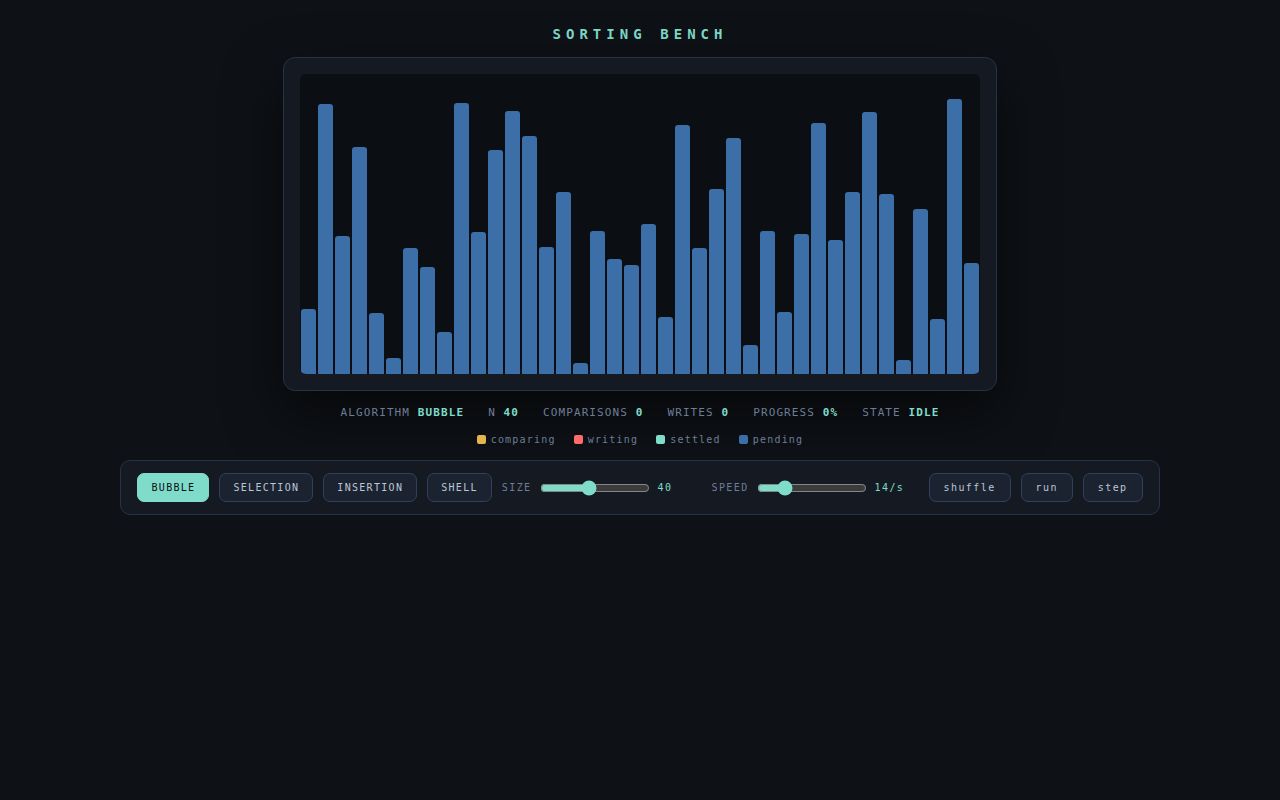 SORTING BENCH
ALGORITHM BUBBLE N 40 COMPARISONS 0 WRITES 0 PROGRESS 0% STATE IDLE
comparing writing settled pending
BUBBLE SELECTION INSERTION SHELL SIZE 40 SPEED 14/s shuffle run step